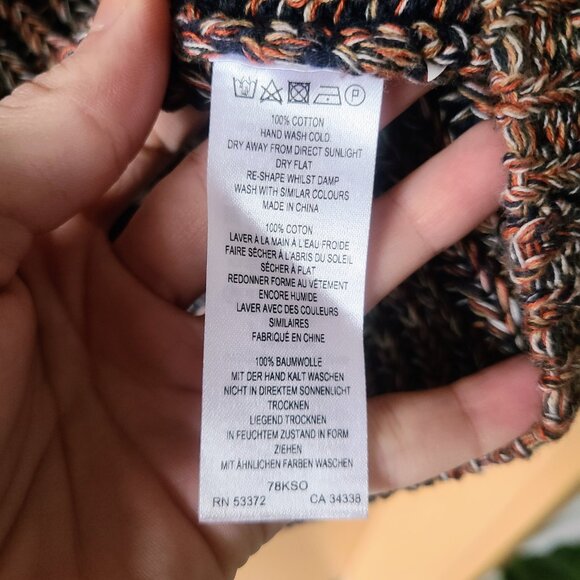 P
100% COTTON
HAND WASH COLD
DRY AWAY FROM DIRECT SUNLIGHT
DRY FLAT
RE-SHAPE WHILST DAMP
WASH WITH SIMILAR COLOURS
MADE IN CHINA
100% COTON
LAVER À LA MAIN À L'EAU FROIDE
FAIRE SÉCHER À L'ABRIS DU SOLEIL
SÉCHER À PLAT
REDONNER FORME AU VÉTEMENT
ENCORE HUMIDE
LAVER AVEC DES COULEURS
SIMILAIRES
FABRIQUÉ EN CHINE
100% BAUMWOLLE
MIT DER HAND KALT WASCHEN
NICHT IN DIREKTEM SONNENLICHT
TROCKNEN
LIEGEND TROCKNEN
IN FEUCHTEM ZUSTAND IN FORM
ZIEHEN
MIT ÄHNLICHEN FARBEN WASCHEN
78KSO
RN 53372 CA 34338